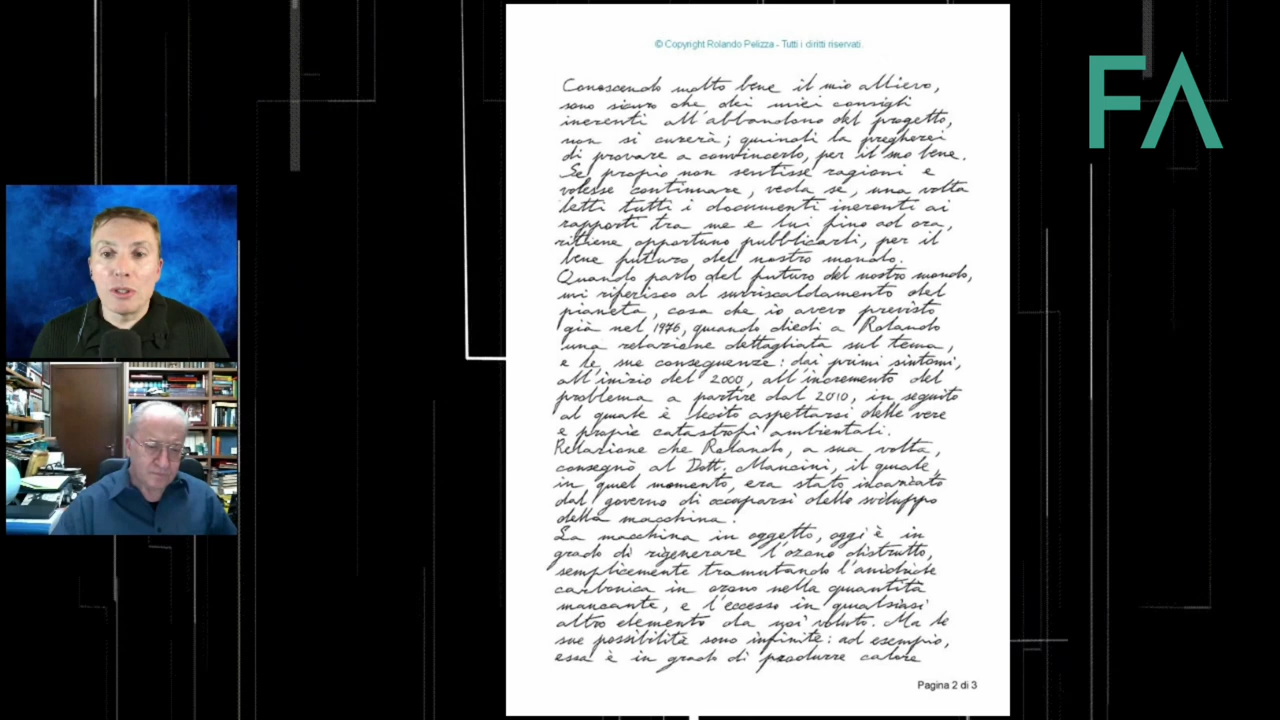 © Copyright Rolando Pelizza - Tutti i diritti riservati.
FA
Conoscendo molto bene il mio allievo,
sono sicuro che dei miei consigli
inerenti all'abbandono del progetto,
non si curerà; quindi la pregherei
di provare a convincerlo, per il suo bene.
Se proprio non sentisse ragioni e
volesse continuare, veda se, una volta
letti tutti i documenti inerenti ai
rapporti tra me e lui fino ad ora,
ritiene opportuno pubblicarli, per il
bene futuro del nostro mondo.
Quando parlo del futuro del nostro mondo,
mi riferisco al surriscaldamento del
pianeta, cosa che io avevo previsto
già nel 1976, quando diedi a Rolando
una relazione dettagliata sul tema,
e le sue conseguenze: dai primi sintomi,
all'inizio del 2000, all'incremento del
problema a partire dal 2010, in seguito
al quale è lecito aspettarsi delle vere
e proprie catastrofi ambientali.
Relazione che Rolando, a sua volta,
consegnò al Dott. Mancini, il quale,
in quel momento, era stato incaricato
dal governo di occuparsi dello sviluppo
della macchina.
La macchina in oggetto, oggi è in
grado di rigenerare l'ozono distrutto,
semplicemente tramutando l'anidride
carbonica in ozono nella quantità
mancante, e l'eccesso in qualsiasi
altro elemento da noi voluto. Ma le
sue possibilità sono infinite: ad esempio,
essa è in grado di produrre calore
Pagina 2 di 3